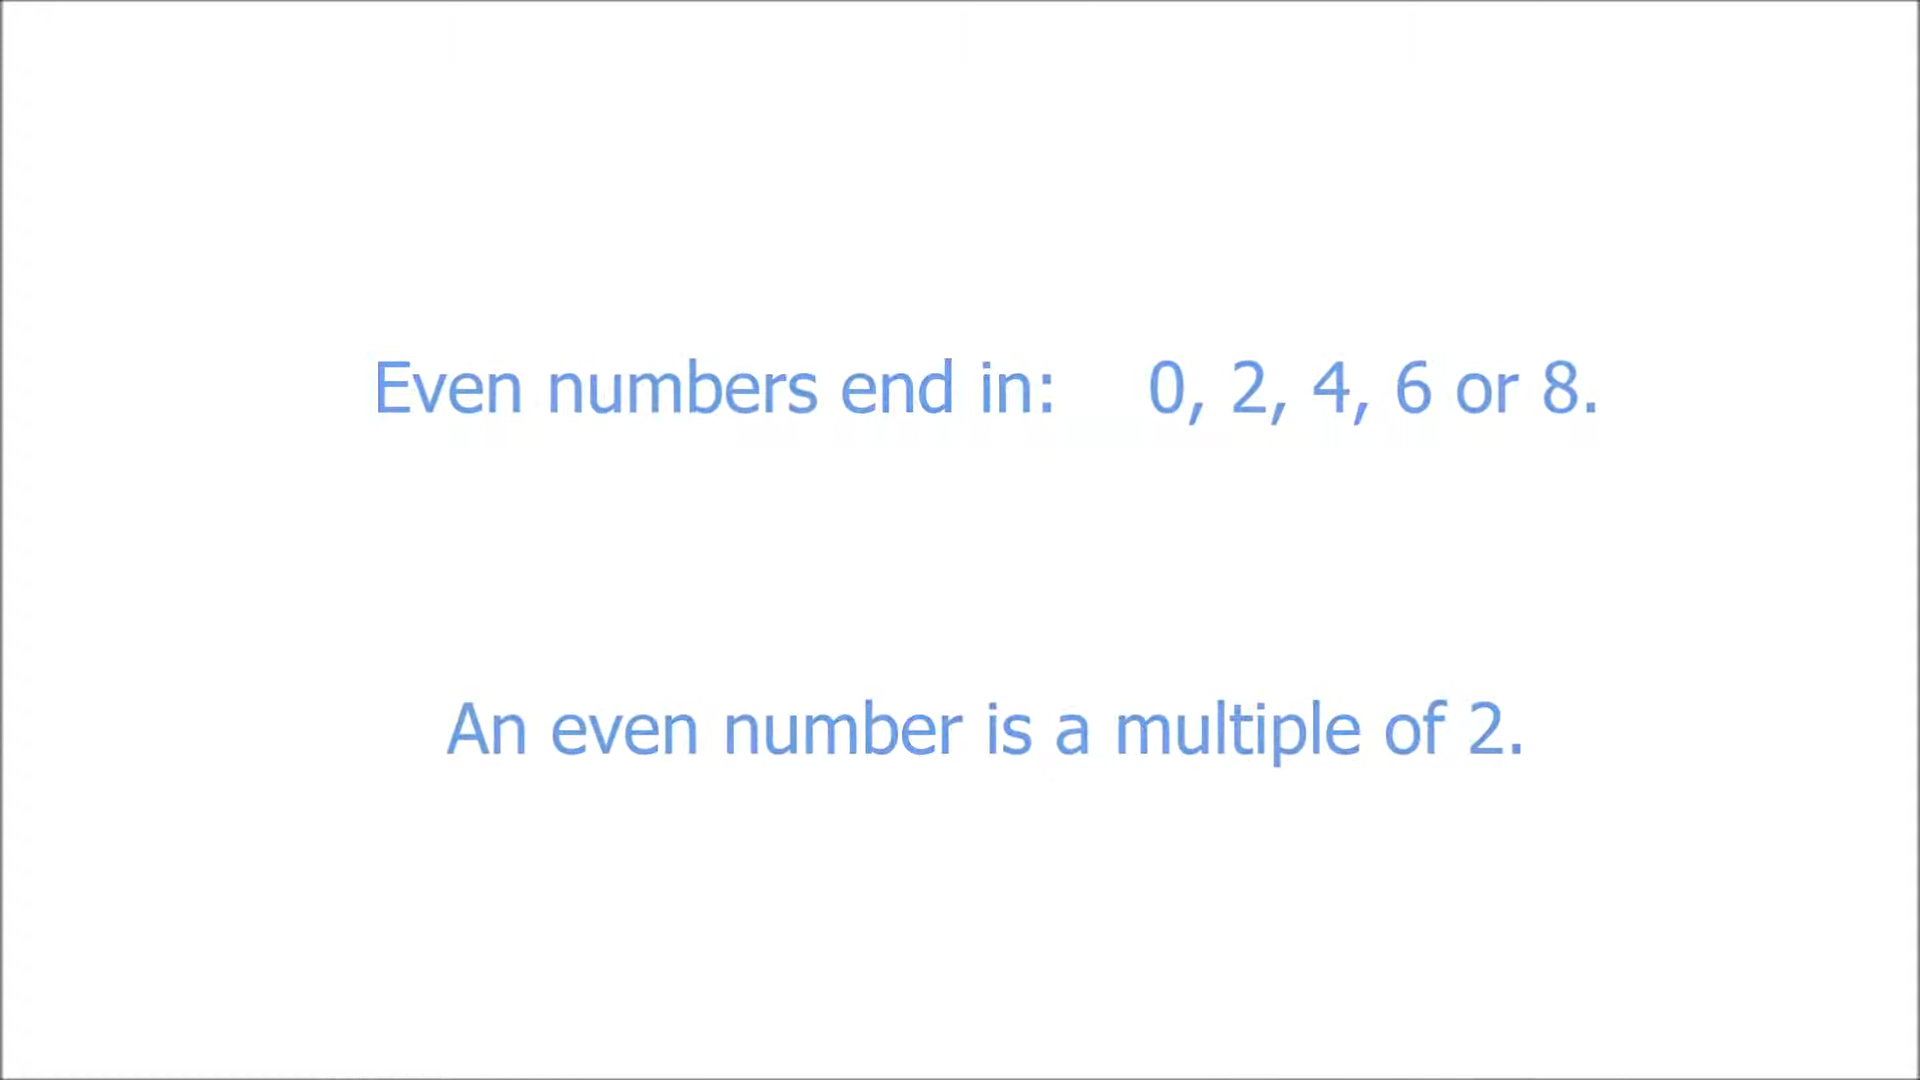 Even numbers end in: 0, 2, 4, 6 or 8.
An even number is a multiple of 2.